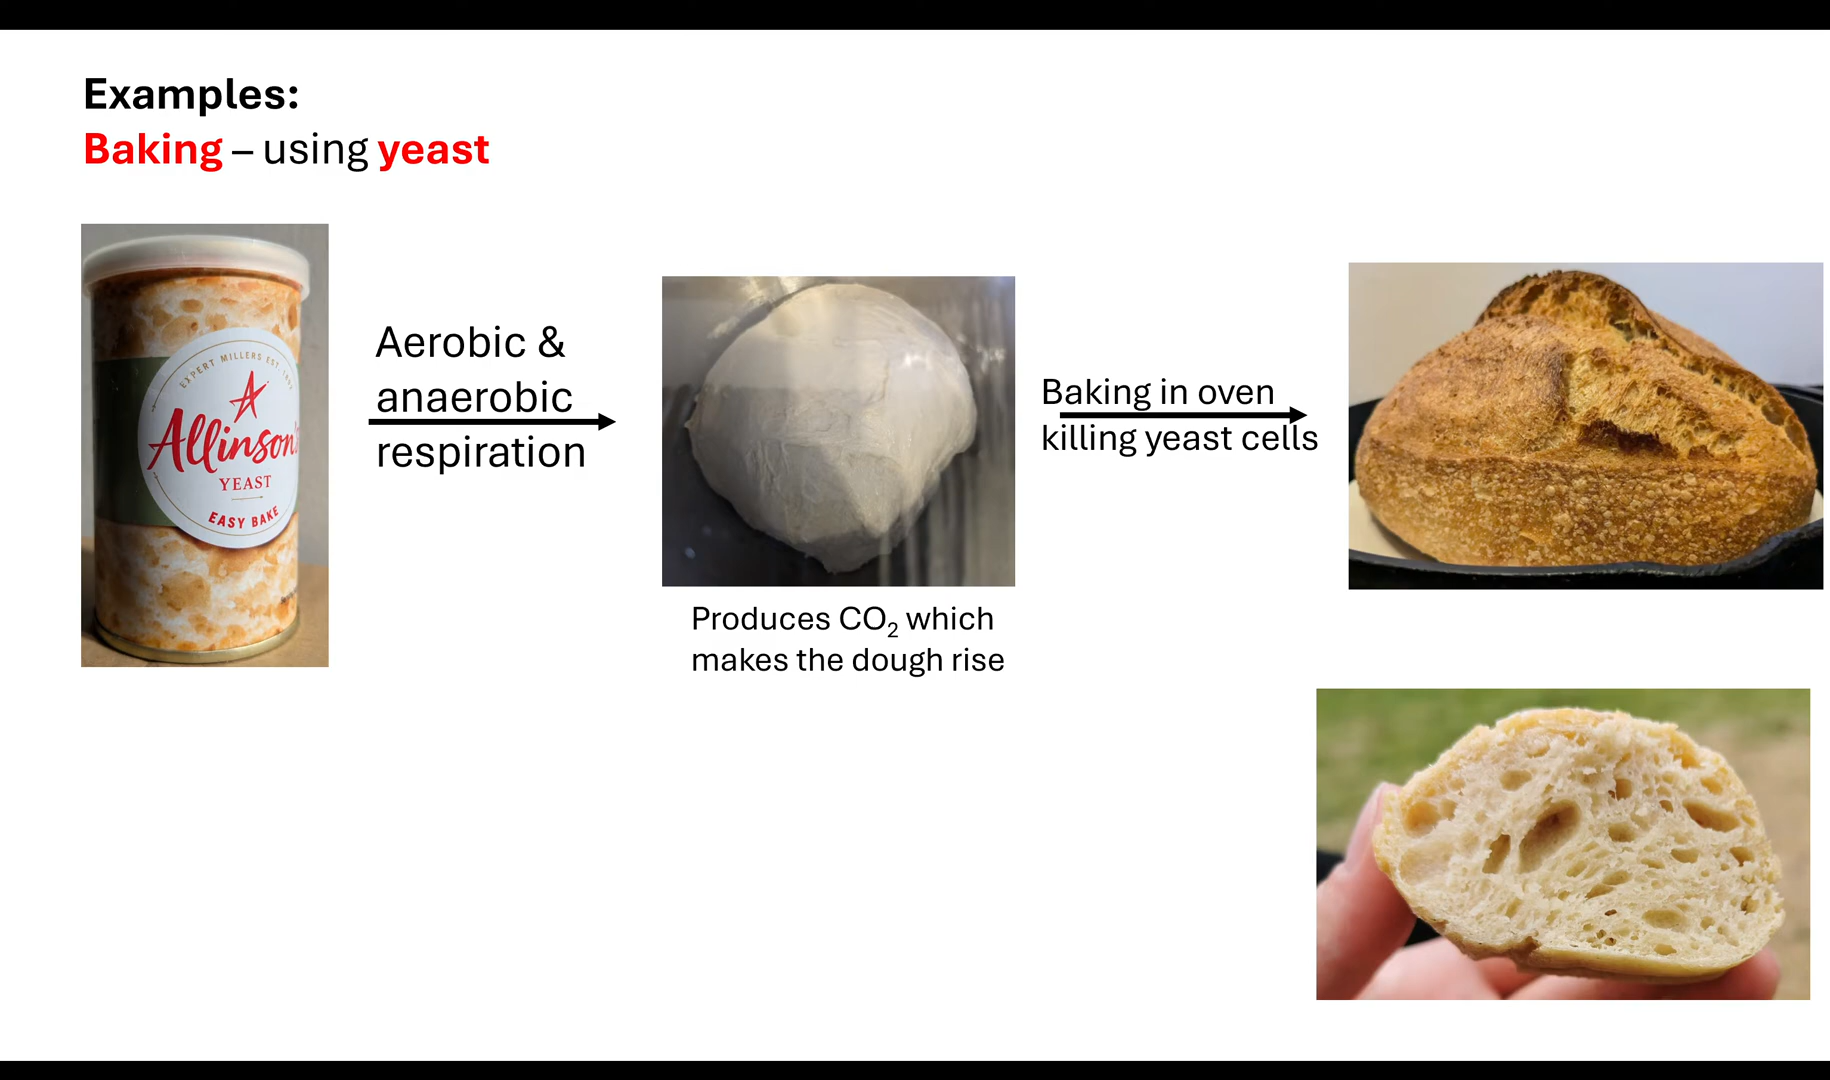 Examples:
Baking – using yeast
EXPERT MILLERS EST.
Allinson's
YEAST
EASY BAKE
Aerobic &
anaerobic
respiration
Produces CO₂ which
makes the dough rise
Baking in oven
killing yeast cells